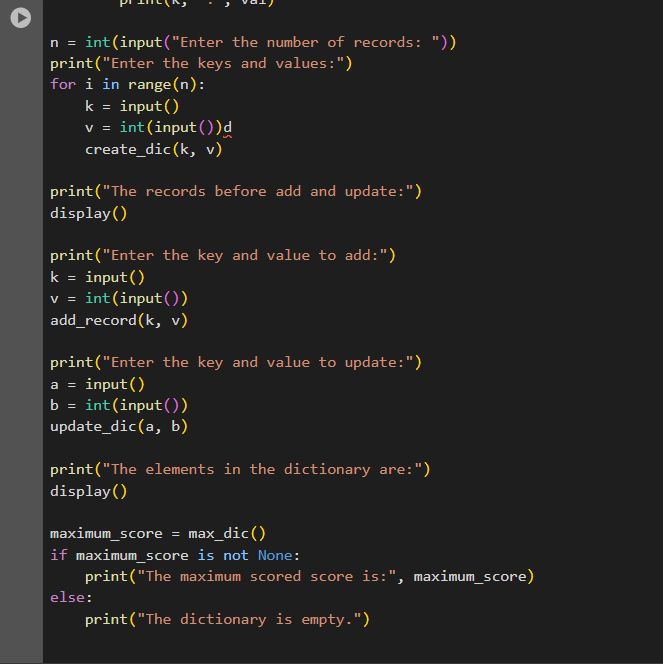 print(k, ":", val)
n = int(input("Enter the number of records: "))
print("Enter the keys and values:")
for i in range(n):
    k = input()
    v = int(input())d
    create_dic(k, v)
print("The records before add and update:")
display()
print("Enter the key and value to add:")
k = input()
v = int(input())
add_record(k, v)
print("Enter the key and value to update:")
a = input()
b = int(input())
update_dic(a, b)
print("The elements in the dictionary are:")
display()
maximum_score = max_dic()
if maximum_score is not None:
    print("The maximum scored score is:", maximum_score)
else:
    print("The dictionary is empty.")